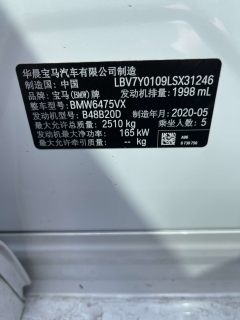 华晨宝马汽车有限公司制造
制造国：中国 LBV7Y0109LSX31246
品牌：宝马(BMW)牌 发动机排量：1998 mL
整车型号：BMW6475VX
发动机型号：B48B20D 制造年月：2020-05
发动机最大净功率：165 kW 乘坐人数：5
最大允许总质量：2510 kg
最大允许牵引总质量：-- kg